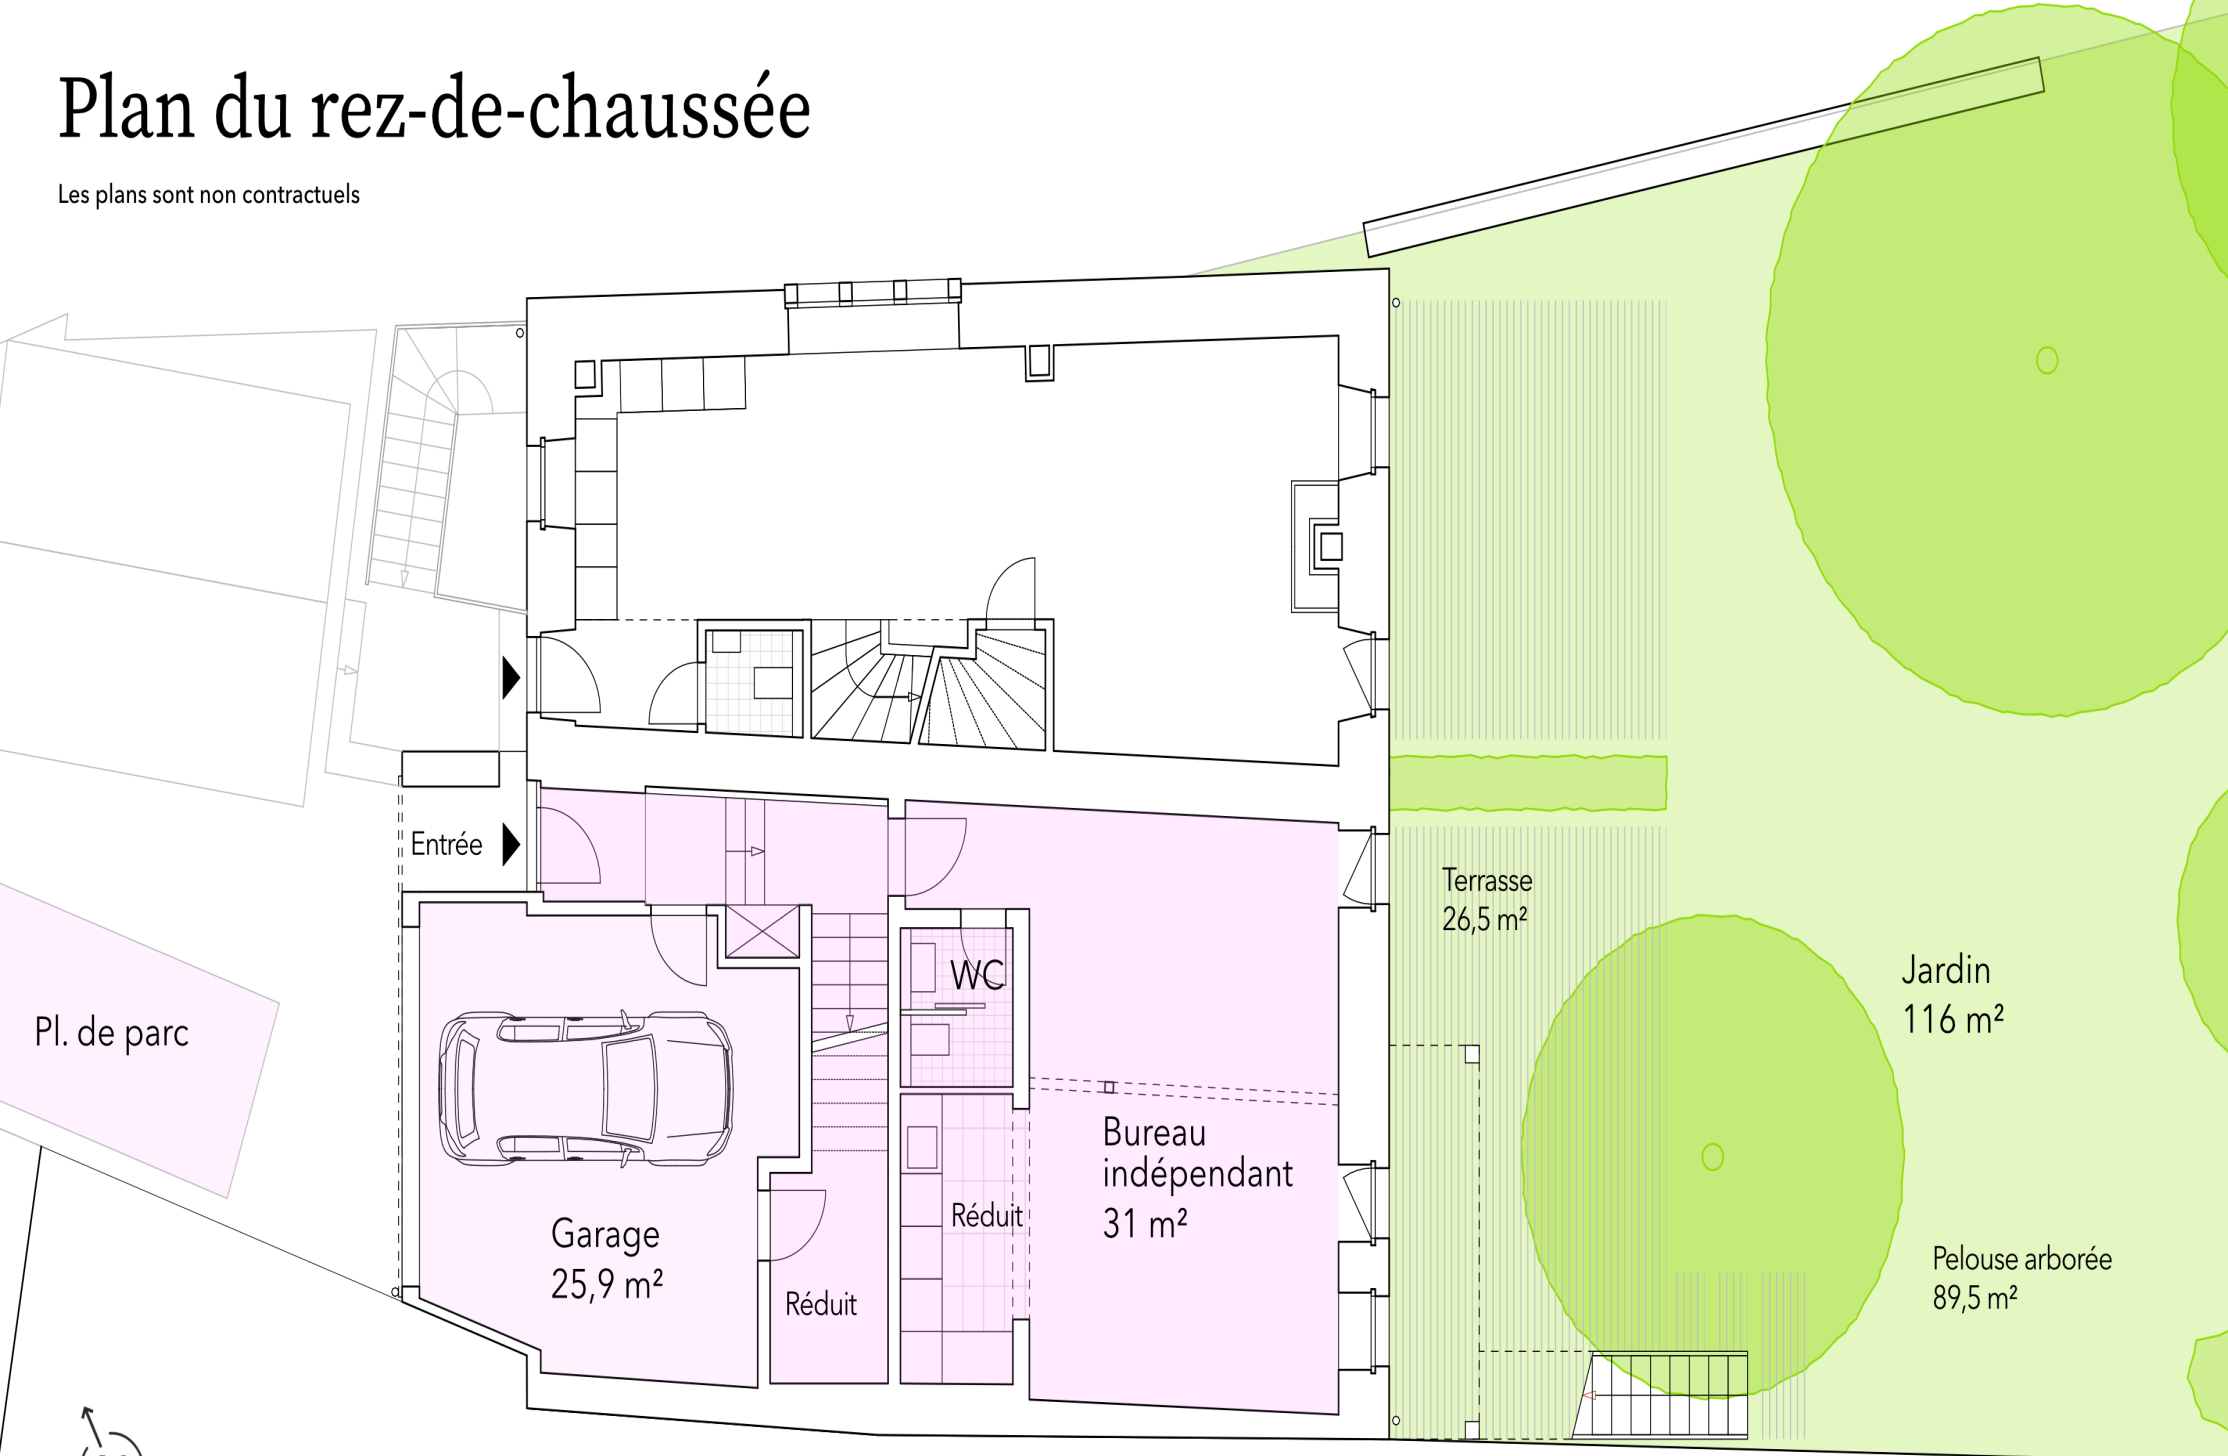 Plan du rez-de-chaussée
Les plans sont non contractuels
Entrée
Terrasse
26,5 m²
Jardin
116 m²
WC
Pl. de parc
Bureau
indépendant
31 m²
Réduit
Garage
25,9 m²
Réduit
Pelouse arborée
89,5 m²